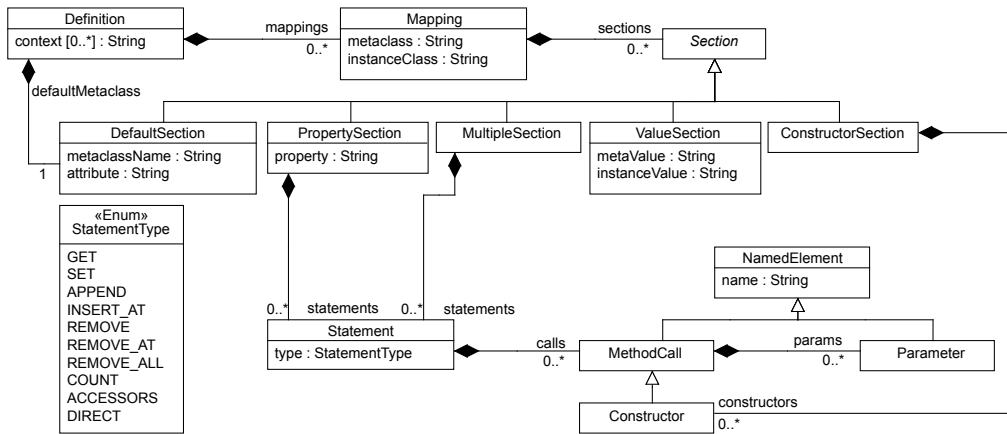 Definition
context [0..*] : String
mappings
0..*
Mapping
metaclass : String
instanceClass : String
sections
0..*
Section
defaultMetaclass
1
DefaultSection
metaclassName : String
attribute : String
PropertySection
property : String
MultipleSection
ValueSection
metaValue : String
instanceValue : String
ConstructorSection
«Enum»
StatementType
GET
SET
APPEND
INSERT_AT
REMOVE
REMOVE_AT
REMOVE_ALL
COUNT
ACCESSORS
DIRECT
0..*
statements
0..*
statements
Statement
type : StatementType
calls
0..*
NamedElement
name : String
MethodCall
params
0..*
Parameter
Constructor
constructors
0..*